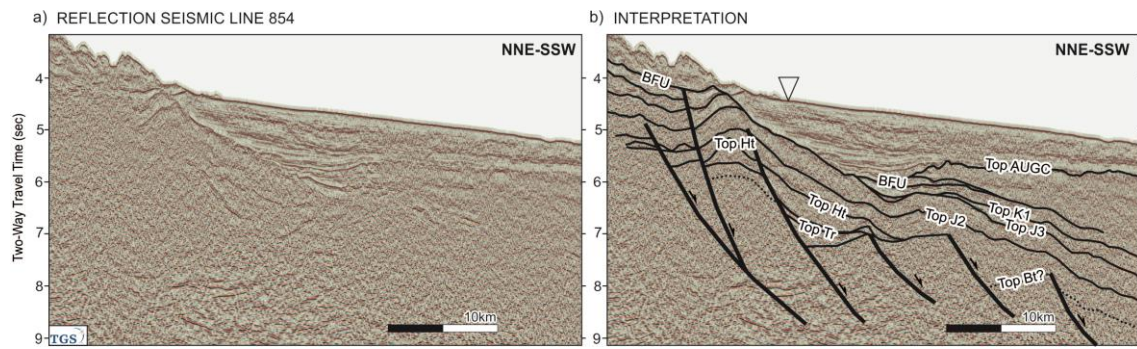 a) REFLECTION SEISMIC LINE 854
NNE-SSW
Two-Way Travel Time (sec)
4
5
6
7
8
9
TGS
10km
b) INTERPRETATION
NNE-SSW
4
5
6
7
8
9
BFU
Top Ht
Top AUGC
BFU
Top K1
Top Ht
Top J2
Top J3
Top Tr
Top Bt?
10km